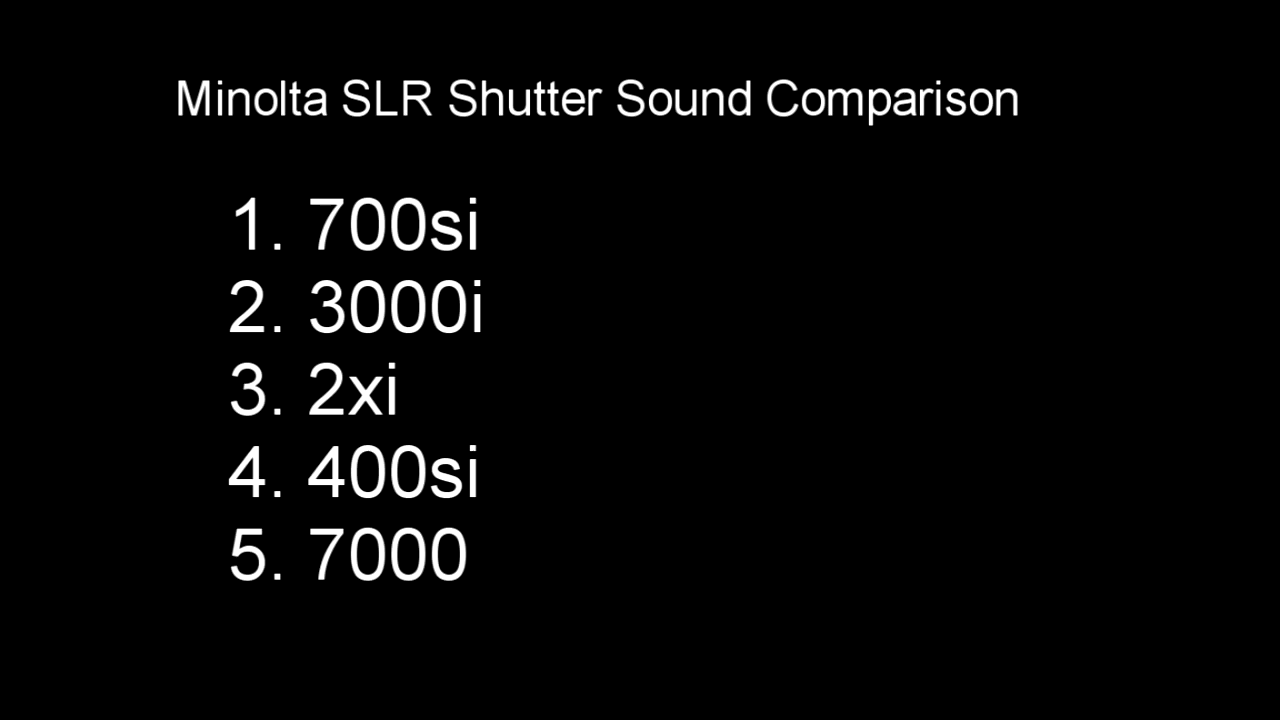 Minolta SLR Shutter Sound Comparison
1. 700si
2. 3000i
3. 2xi
4. 400si
5. 7000